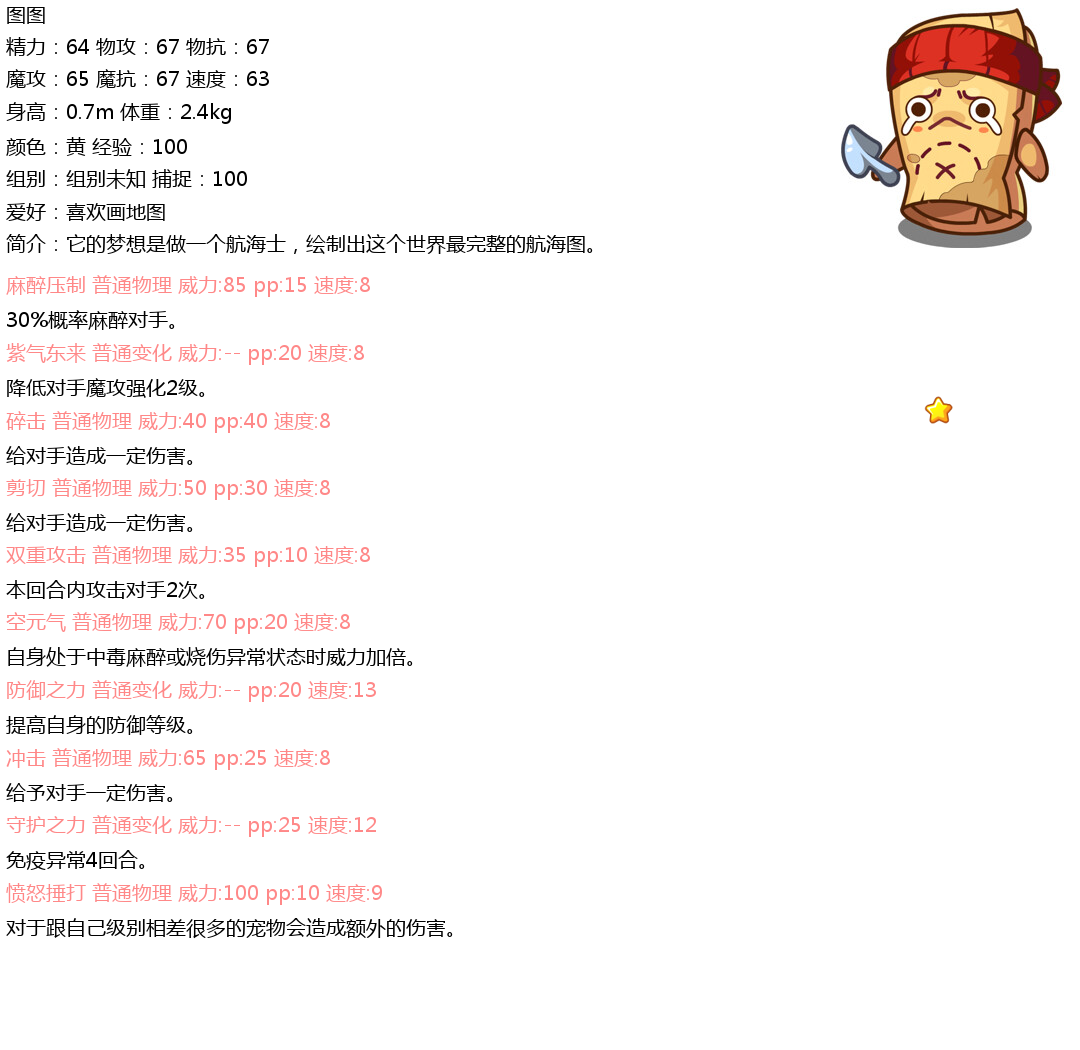 图图
精力：64 物攻：67 物抗：67
魔攻：65 魔抗：67 速度：63
身高：0.7m 体重：2.4kg
颜色：黄 经验：100
组别：组别未知 捕捉：100
爱好：喜欢画地图
简介：它的梦想是做一个航海士，绘制出这个世界最完整的航海图。
麻醉压制 普通物理 威力:85 pp:15 速度:8
30%概率麻醉对手。
紫气东来 普通变化 威力:-- pp:20 速度:8
降低对手魔攻强化2级。
碎击 普通物理 威力:40 pp:40 速度:8
给对手造成一定伤害。
剪切 普通物理 威力:50 pp:30 速度:8
给对手造成一定伤害。
双重攻击 普通物理 威力:35 pp:10 速度:8
本回合内攻击对手2次。
空元气 普通物理 威力:70 pp:20 速度:8
自身处于中毒麻醉或烧伤异常状态时威力加倍。
防御之力 普通变化 威力:-- pp:20 速度:13
提高自身的防御等级。
冲击 普通物理 威力:65 pp:25 速度:8
给予对手一定伤害。
守护之力 普通变化 威力:-- pp:25 速度:12
免疫异常4回合。
愤怒捶打 普通物理 威力:100 pp:10 速度:9
对于跟自己级别相差很多的宠物会造成额外的伤害。